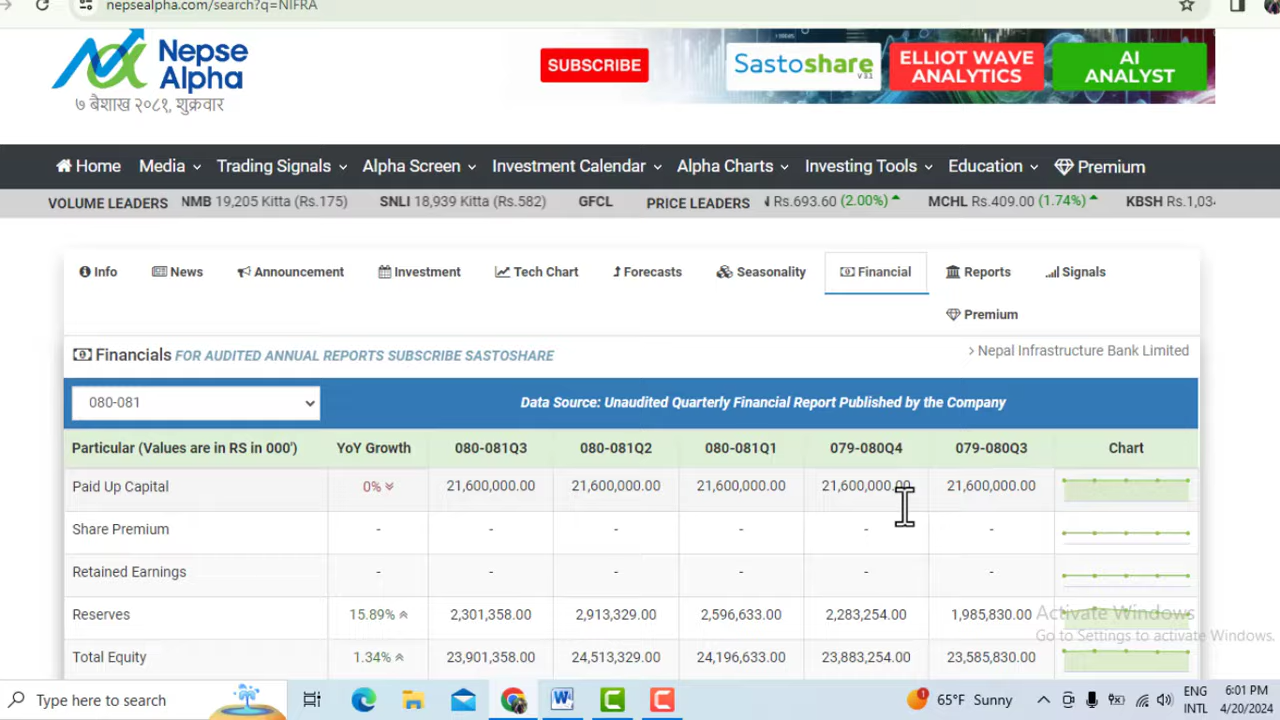 nepsealpha.com/search?q=NIFRA
Nepse
Alpha
७ बैशाख २०८१, शुक्रवार
SUBSCRIBE
Sastoshare
V 3.1
ELLIOT WAVE
ANALYTICS
AI
ANALYST
Home Media Trading Signals Alpha Screen Investment Calendar Alpha Charts Investing Tools Education Premium
VOLUME LEADERS NMB 19,205 Kitta (Rs.175) SNLI 18,939 Kitta (Rs.582) GFCL PRICE LEADERS Rs.693.60 (2.00%) MCHL Rs.409.00 (1.74%) KBSH Rs.1,03
Info News Announcement Investment Tech Chart Forecasts Seasonality Financial Reports Signals
Premium
Financials FOR AUDITED ANNUAL REPORTS SUBSCRIBE SASTOSHARE > Nepal Infrastructure Bank Limited
080-081 Data Source: Unaudited Quarterly Financial Report Published by the Company
Particular (Values are in RS in 000') YoY Growth 080-081Q3 080-081Q2 080-081Q1 079-080Q4 079-080Q3 Chart
Paid Up Capital 0% 21,600,000.00 21,600,000.00 21,600,000.00 21,600,000.00 21,600,000.00
Share Premium - - - - - -
Retained Earnings - - - - - -
Reserves 15.89% 2,301,358.00 2,913,329.00 2,596,633.00 2,283,254.00 1,985,830.00
Total Equity 1.34% 23,901,358.00 24,513,329.00 24,196,633.00 23,883,254.00 23,585,830.00
Activate Windows
Go to Settings to activate Windows.
Type here to search 65°F Sunny ENG 6:01 PM
INTL 4/20/2024